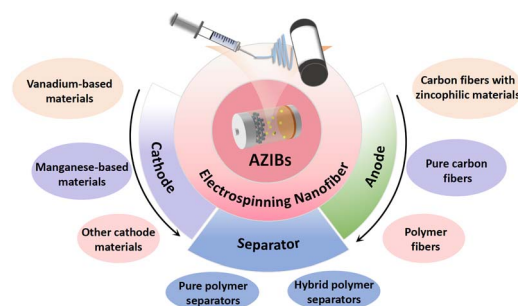 Vanadium-based
materials
Manganese-based
materials
Other cathode
materials
Cathode
AZIBs
Electrospinning Nanofiber
Anode
Separator
Carbon fibers with
zincophilic materials
Pure carbon
fibers
Polymer
fibers
Pure polymer
separators
Hybrid polymer
separators